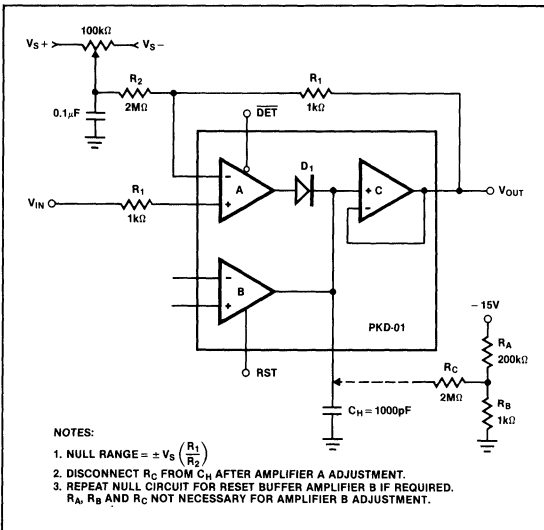 100kΩ
VS+ VS−
R2
2MΩ
R1
1kΩ
0.1μF
DET
D1
A
C
VOUT
VIN
R1
1kΩ
B
−15V
RA
200kΩ
PKD-01
RST
RC
2MΩ
RB
1kΩ
CH = 1000pF
NOTES:
1. NULL RANGE = ± VS (R1/R2)
2. DISCONNECT RC FROM CH AFTER AMPLIFIER A ADJUSTMENT.
3. REPEAT NULL CIRCUIT FOR RESET BUFFER AMPLIFIER B IF REQUIRED.
RA, RB AND RC NOT NECESSARY FOR AMPLIFIER B ADJUSTMENT.